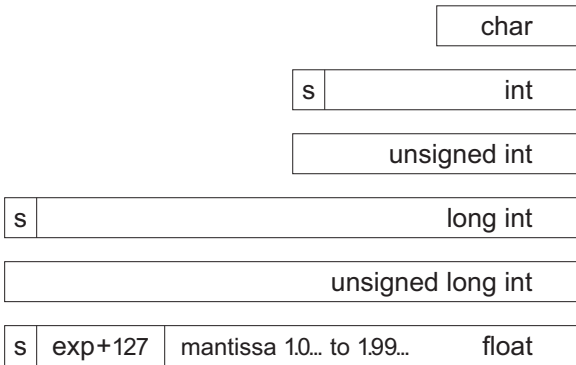 char
s int
unsigned int
s long int
unsigned long int
s exp+127 mantissa 1.0... to 1.99... float